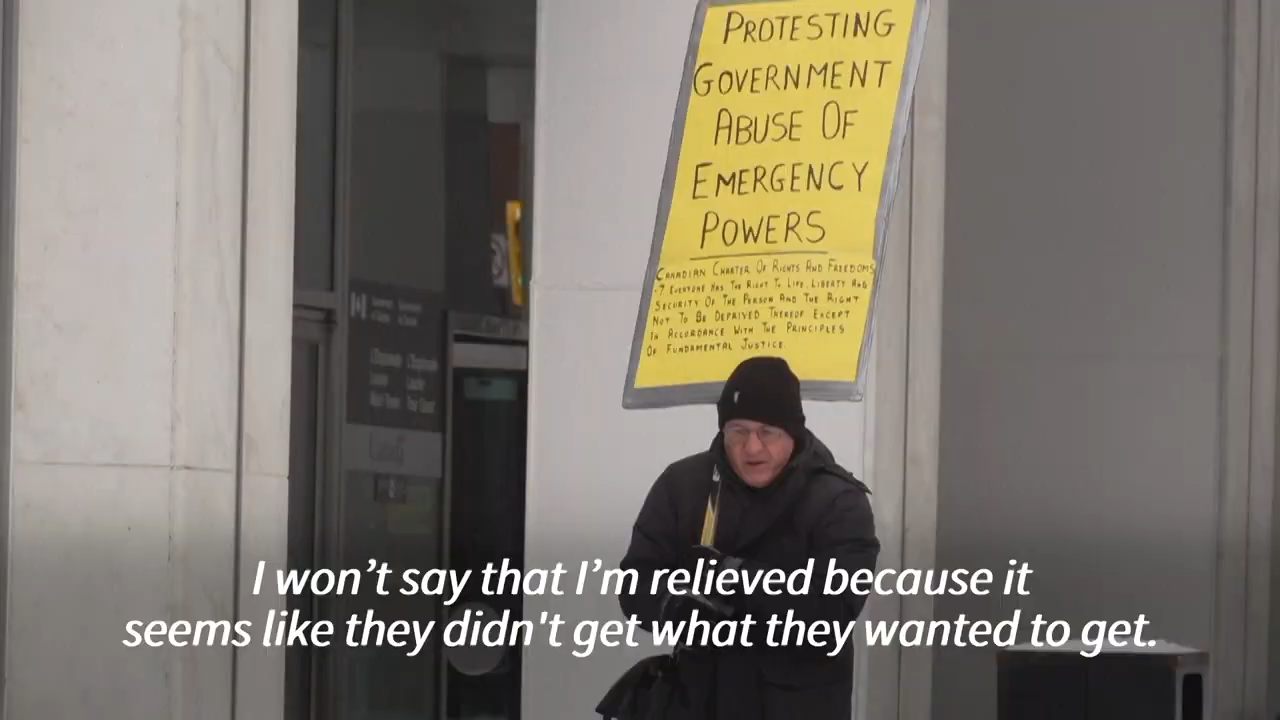 PROTESTING
GOVERNMENT
ABUSE OF
EMERGENCY
POWERS
CANADIAN CHARTER OF RIGHTS AND FREEDOMS
-7. EVERYONE HAS THE RIGHT TO LIFE, LIBERTY AND
SECURITY OF THE PERSON AND THE RIGHT
NOT TO BE DEPRIVED THEREOF EXCEPT
IN ACCORDANCE WITH THE PRINCIPLES
OF FUNDAMENTAL JUSTICE.
Canada
I won’t say that I’m relieved because it
seems like they didn't get what they wanted to get.